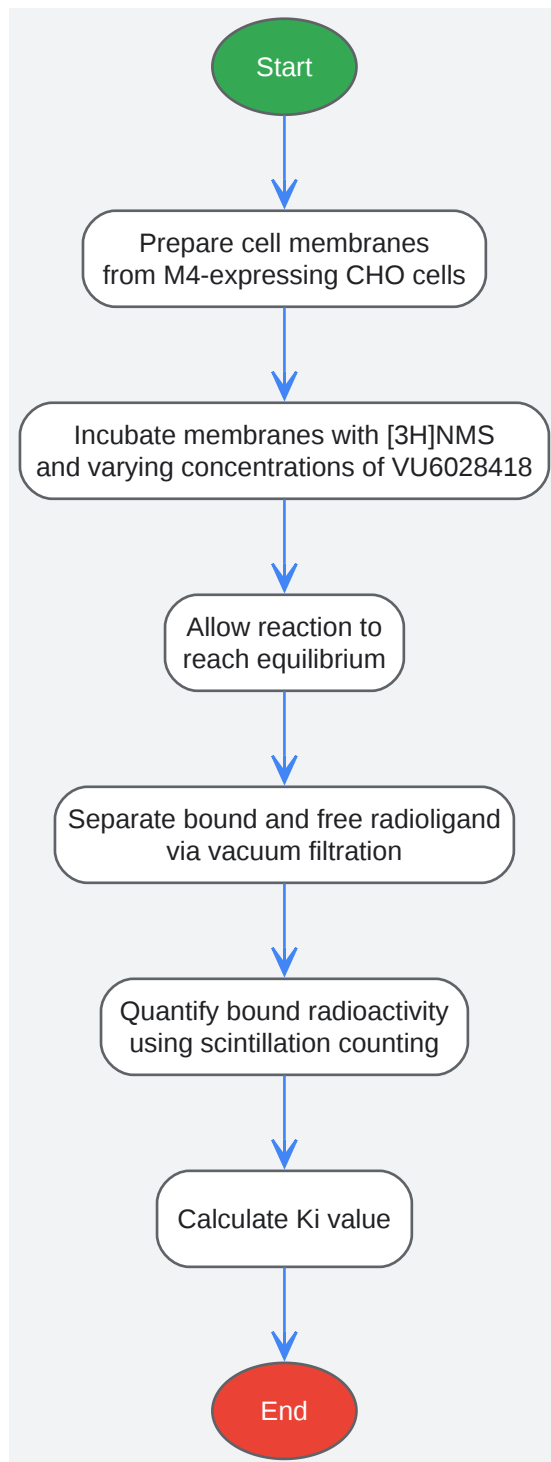 Start
Prepare cell membranes
from M4-expressing CHO cells
Incubate membranes with [3H]NMS
and varying concentrations of VU6028418
Allow reaction to
reach equilibrium
Separate bound and free radioligand
via vacuum filtration
Quantify bound radioactivity
using scintillation counting
Calculate Ki value
End